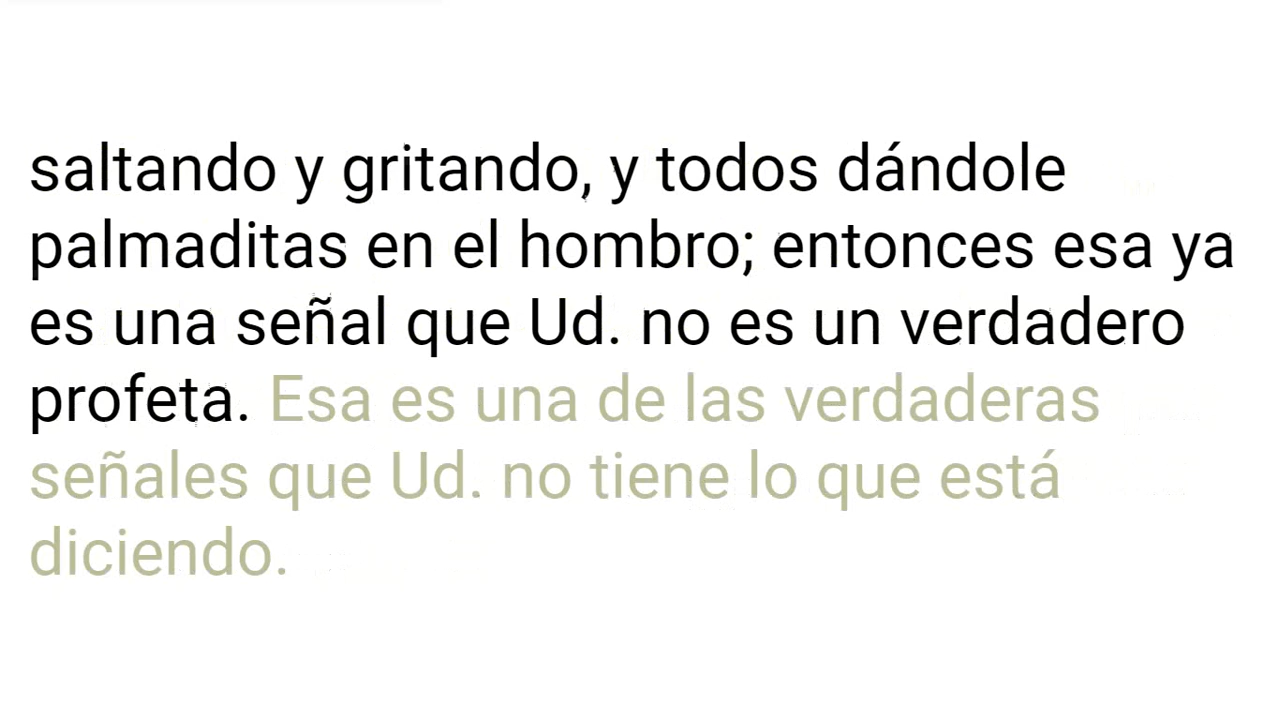 saltando y gritando, y todos dándole
palmaditas en el hombro; entonces esa ya
es una señal que Ud. no es un verdadero
profeta. Esa es una de las verdaderas
señales que Ud. no tiene lo que está
diciendo.